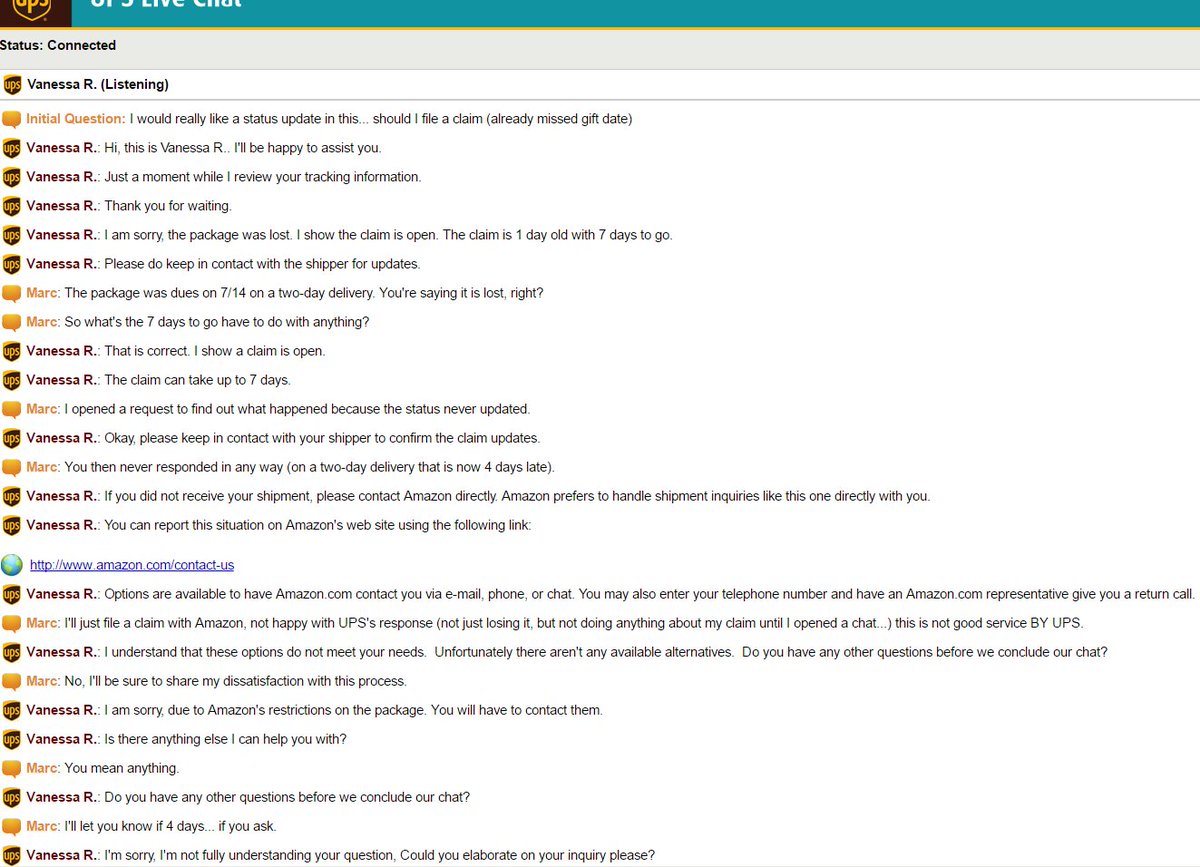 ups
UPS Live Chat
Status: Connected
ups Vanessa R. (Listening)
Initial Question: I would really like a status update in this... should I file a claim (already missed gift date)
ups Vanessa R.: Hi, this is Vanessa R.. I'll be happy to assist you.
ups Vanessa R.: Just a moment while I review your tracking information.
ups Vanessa R.: Thank you for waiting.
ups Vanessa R.: I am sorry, the package was lost. I show the claim is open. The claim is 1 day old with 7 days to go.
ups Vanessa R.: Please do keep in contact with the shipper for updates.
Marc: The package was dues on 7/14 on a two-day delivery. You're saying it is lost, right?
Marc: So what's the 7 days to go have to do with anything?
ups Vanessa R.: That is correct. I show a claim is open.
ups Vanessa R.: The claim can take up to 7 days.
Marc: I opened a request to find out what happened because the status never updated.
ups Vanessa R.: Okay, please keep in contact with your shipper to confirm the claim updates.
Marc: You then never responded in any way (on a two-day delivery that is now 4 days late).
ups Vanessa R.: If you did not receive your shipment, please contact Amazon directly. Amazon prefers to handle shipment inquiries like this one directly with you.
ups Vanessa R.: You can report this situation on Amazon's web site using the following link:
http://www.amazon.com/contact-us
ups Vanessa R.: Options are available to have Amazon.com contact you via e-mail, phone, or chat. You may also enter your telephone number and have an Amazon.com representative give you a return call.
Marc: I'll just file a claim with Amazon, not happy with UPS's response (not just losing it, but not doing anything about my claim until I opened a chat...) this is not good service BY UPS.
ups Vanessa R.: I understand that these options do not meet your needs. Unfortunately there aren't any available alternatives. Do you have any other questions before we conclude our chat?
Marc: No, I'll be sure to share my dissatisfaction with this process.
ups Vanessa R.: I am sorry, due to Amazon's restrictions on the package. You will have to contact them.
ups Vanessa R.: Is there anything else I can help you with?
Marc: You mean anything.
ups Vanessa R.: Do you have any other questions before we conclude our chat?
Marc: I'll let you know if 4 days... if you ask.
ups Vanessa R.: I'm sorry, I'm not fully understanding your question, Could you elaborate on your inquiry please?